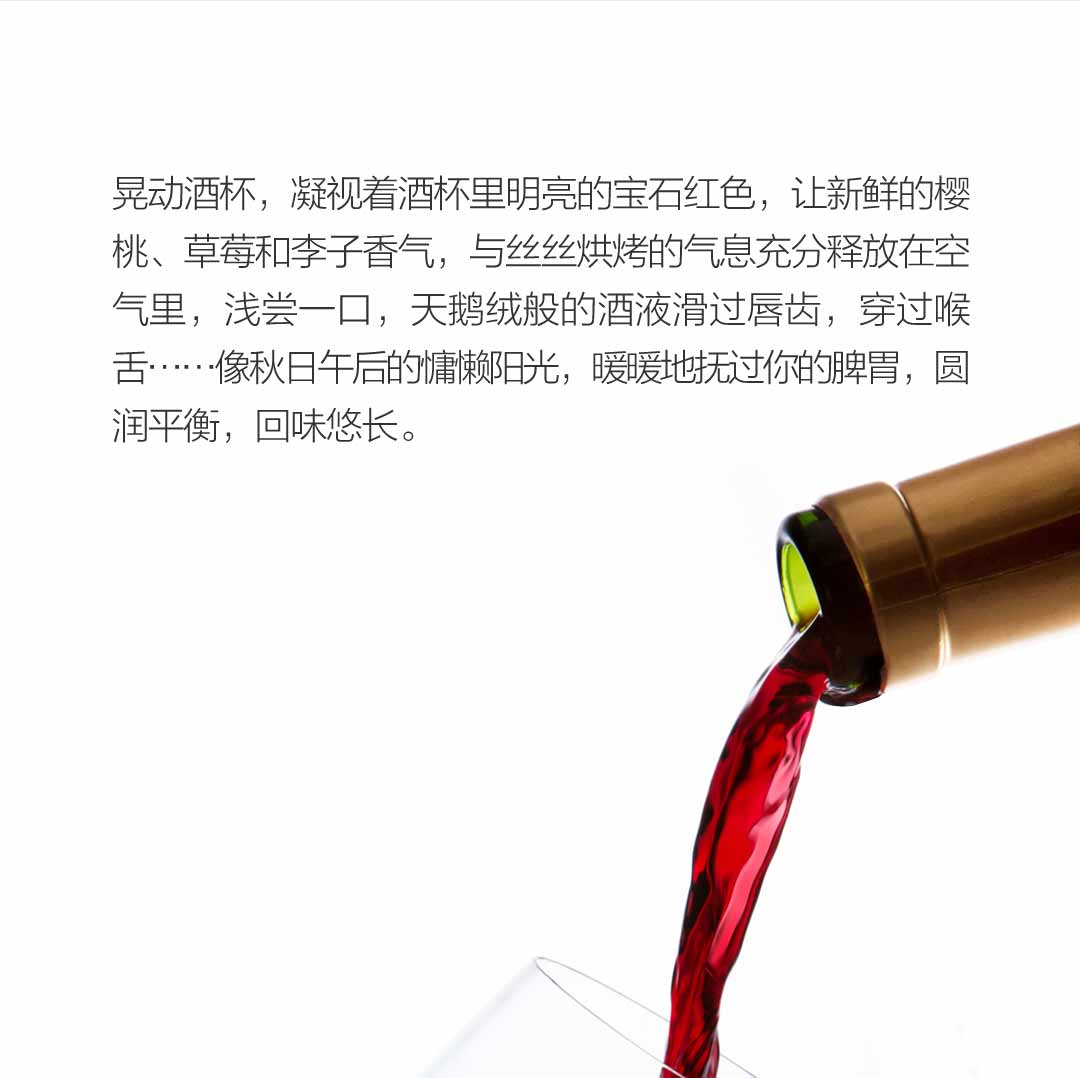 晃动酒杯，凝视着酒杯里明亮的宝石红色，让新鲜的樱
桃、草莓和李子香气，与丝丝烘烤的气息充分释放在空
气里，浅尝一口，天鹅绒般的酒液滑过唇齿，穿过喉
舌……像秋日午后的慵懒阳光，暖暖地抚过你的脾胃，圆
润平衡，回味悠长。